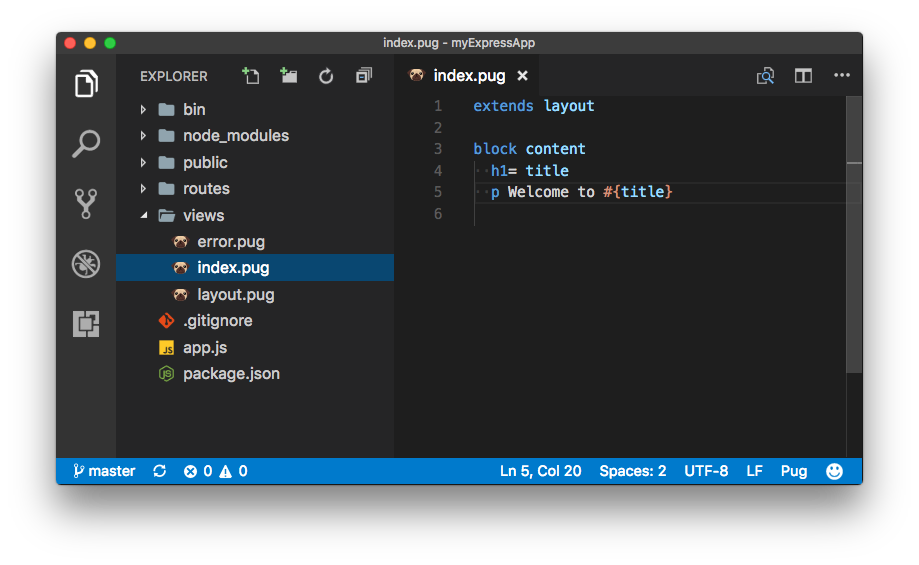 index.pug - myExpressApp
EXPLORER
bin
node_modules
public
routes
views
error.pug
index.pug
layout.pug
.gitignore
JS app.js
JS package.json
index.pug
1 extends layout
2
3 block content
4 h1= title
5 p Welcome to #{title}
6
master 0 0 Ln 5, Col 20 Spaces: 2 UTF-8 LF Pug